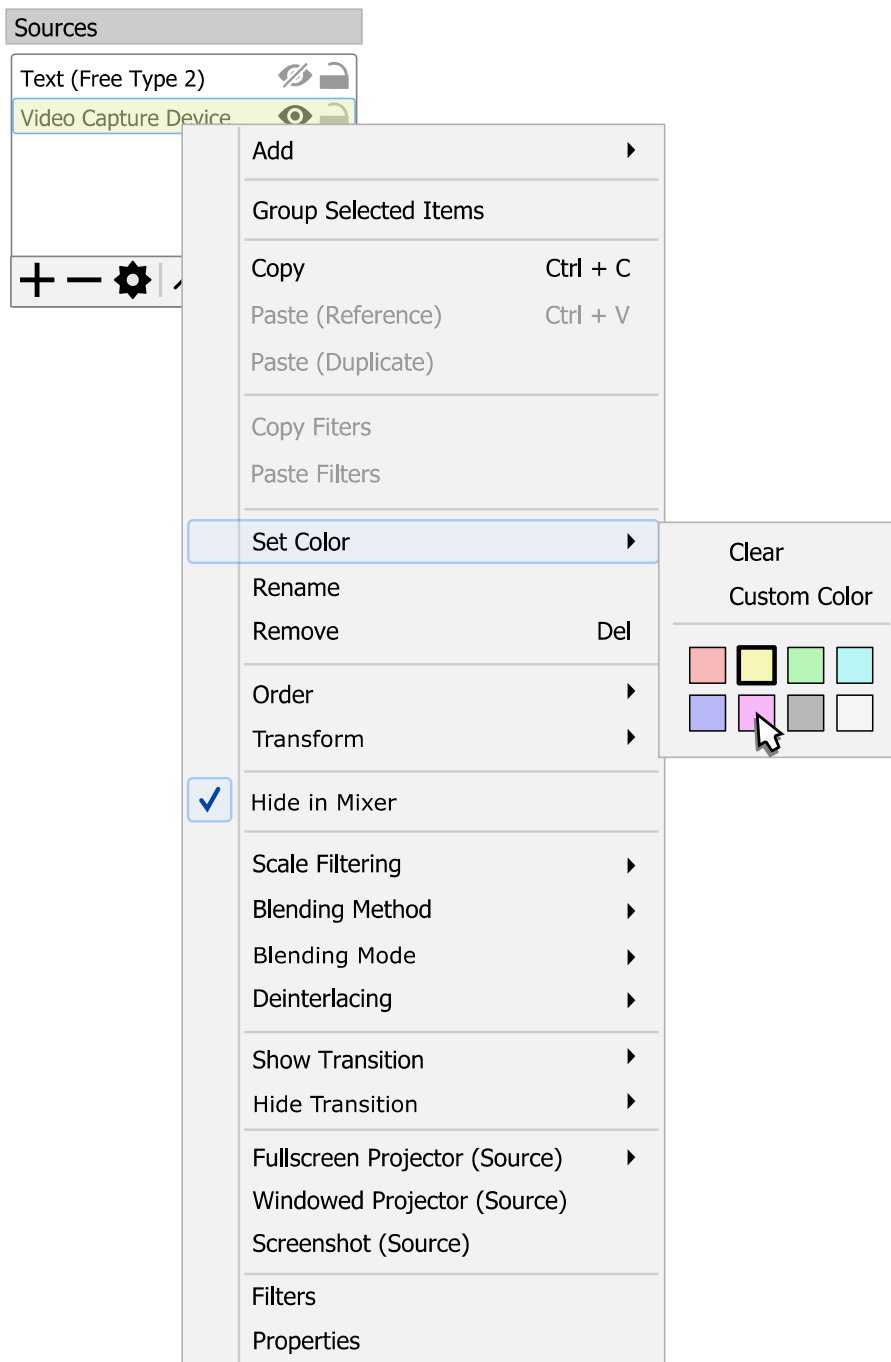 Sources
Text (Free Type 2)
Video Capture Device
Add
Group Selected Items
Copy Ctrl + C
Paste (Reference) Ctrl + V
Paste (Duplicate)
Copy Fiters
Paste Filters
Set Color
Rename
Remove Del
Order
Transform
Hide in Mixer
Scale Filtering
Blending Method
Blending Mode
Deinterlacing
Show Transition
Hide Transition
Fullscreen Projector (Source)
Windowed Projector (Source)
Screenshot (Source)
Filters
Properties
Clear
Custom Color